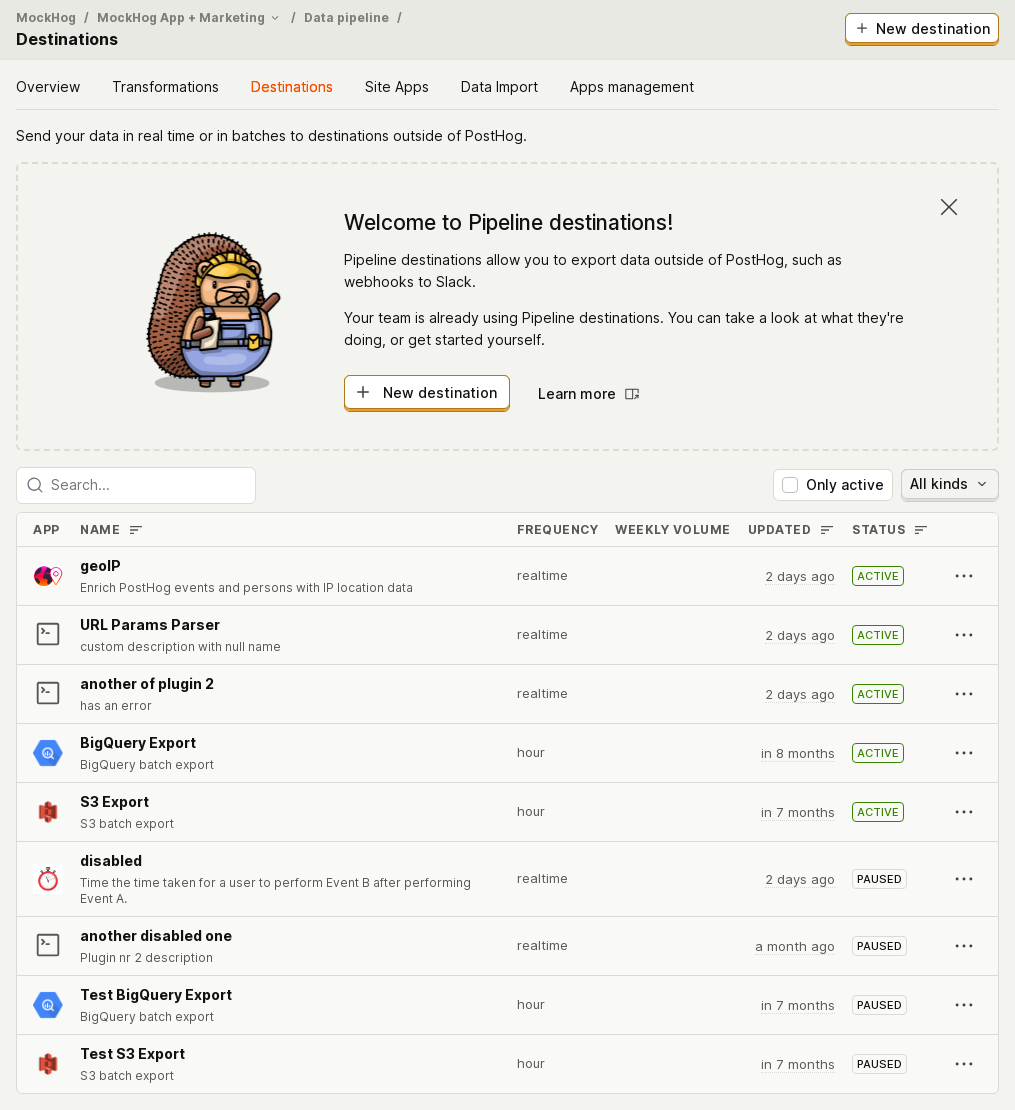 MockHog / MockHog App + Marketing / Data pipeline /
Destinations
New destination
Overview Transformations Destinations Site Apps Data Import Apps management
Send your data in real time or in batches to destinations outside of PostHog.
Welcome to Pipeline destinations!
Pipeline destinations allow you to export data outside of PostHog, such as
webhooks to Slack.
Your team is already using Pipeline destinations. You can take a look at what they're
doing, or get started yourself.
New destination Learn more
Search... Only active All kinds
APP NAME FREQUENCY WEEKLY VOLUME UPDATED STATUS
geoIP
Enrich PostHog events and persons with IP location data
realtime 2 days ago ACTIVE
URL Params Parser
custom description with null name
realtime 2 days ago ACTIVE
another of plugin 2
has an error
realtime 2 days ago ACTIVE
BigQuery Export
BigQuery batch export
hour in 8 months ACTIVE
S3 Export
S3 batch export
hour in 7 months ACTIVE
disabled
Time the time taken for a user to perform Event B after performing
Event A.
realtime 2 days ago PAUSED
another disabled one
Plugin nr 2 description
realtime a month ago PAUSED
Test BigQuery Export
BigQuery batch export
hour in 7 months PAUSED
Test S3 Export
S3 batch export
hour in 7 months PAUSED